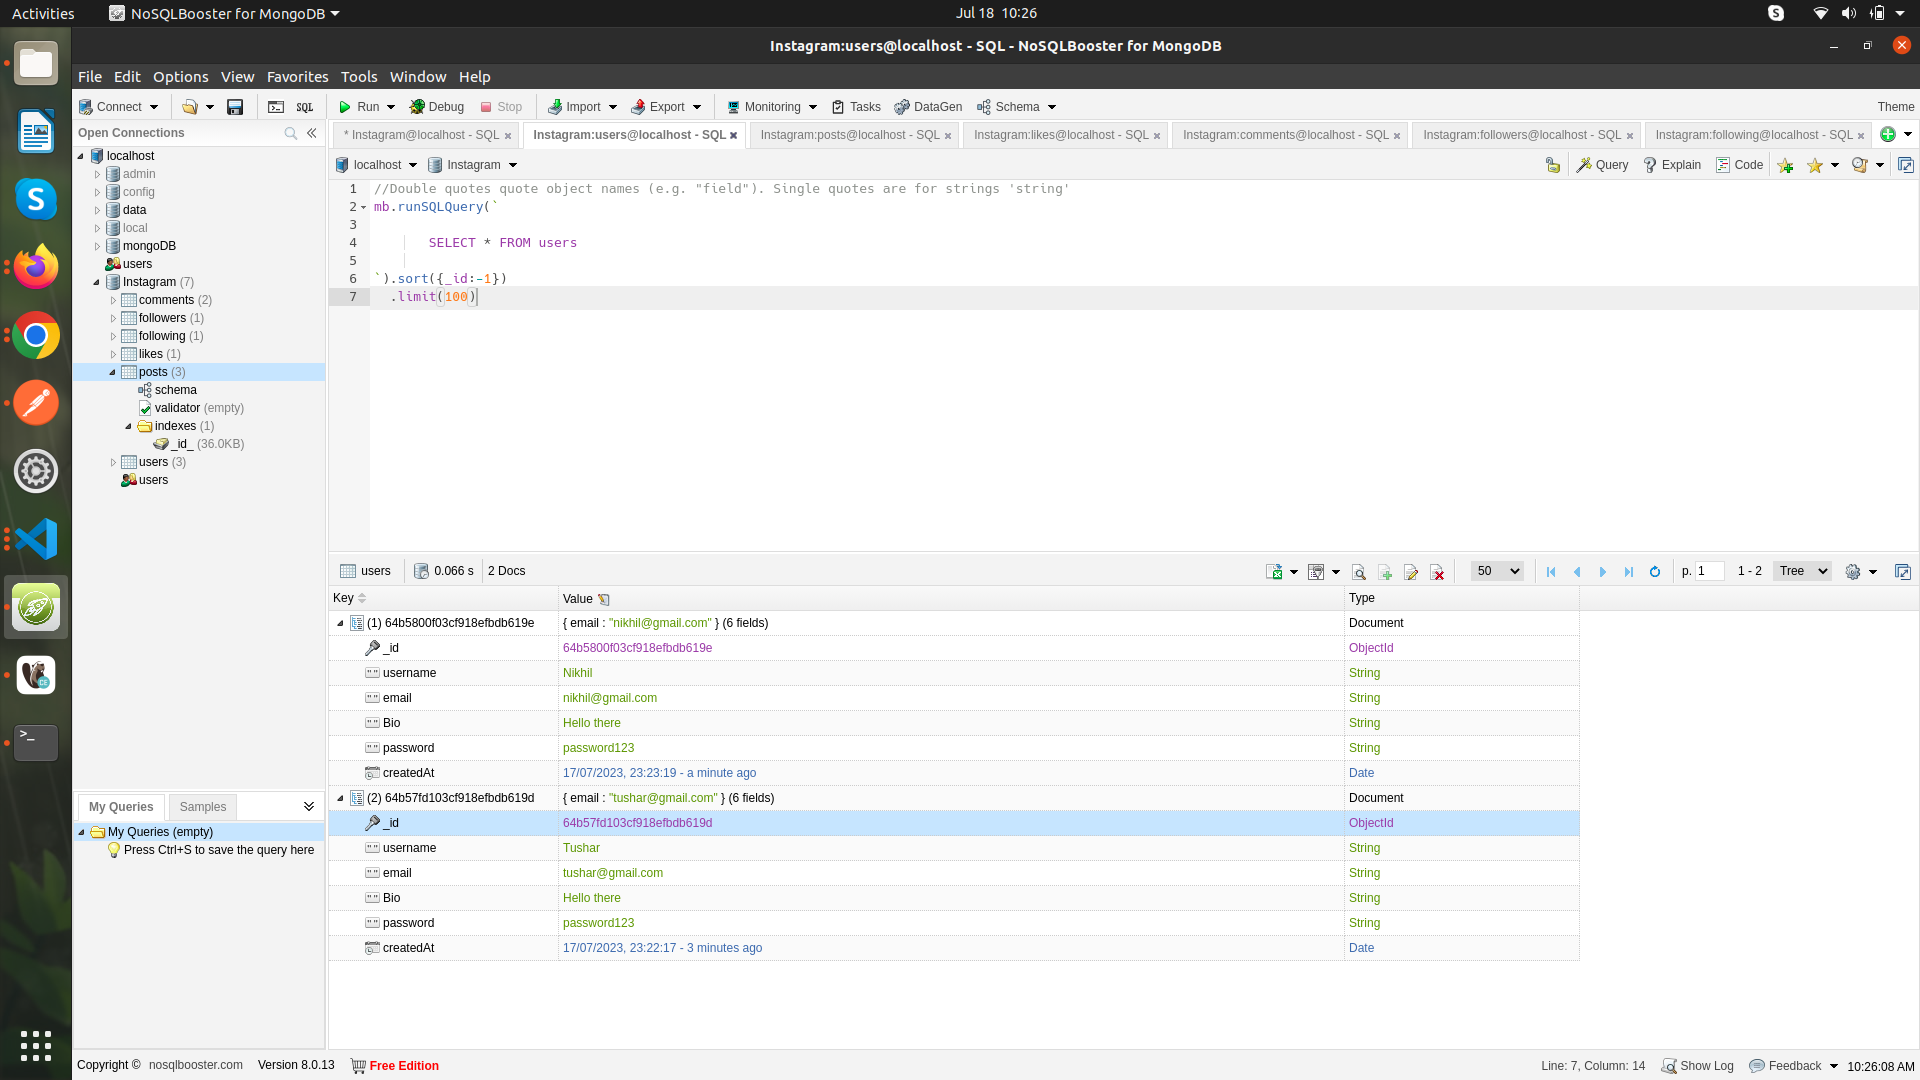 Activities
NoSQLBooster for MongoDB
Jul 18 10:26
Instagram:users@localhost - SQL - NoSQLBooster for MongoDB
File Edit Options View Favorites Tools Window Help
Connect SQL Run Debug Stop Import Export Monitoring Tasks DataGen Schema Theme
Open Connections
* Instagram@localhost - SQL Instagram:users@localhost - SQL Instagram:posts@localhost - SQL Instagram:likes@localhost - SQL Instagram:comments@localhost - SQL Instagram:followers@localhost - SQL Instagram:following@localhost - SQL
localhost Instagram Query Explain Code
localhost
admin
config
data
local
mongoDB
users
Instagram (7)
comments (2)
followers (1)
following (1)
likes (1)
posts (3)
schema
validator (empty)
indexes (1)
_id_ (36.0KB)
users (3)
users
1 //Double quotes quote object names (e.g. "field"). Single quotes are for strings 'string'
2 mb.runSQLQuery(`
3
4 SELECT * FROM users
5
6 `).sort({_id:-1})
7 .limit(100)
users 0.066 s 2 Docs 50 p. 1 1 - 2 Tree
Key Value Type
(1) 64b5800f03cf918efbdb619e { email : "nikhil@gmail.com" } (6 fields) Document
_id 64b5800f03cf918efbdb619e ObjectId
username Nikhil String
email nikhil@gmail.com String
Bio Hello there String
password password123 String
createdAt 17/07/2023, 23:23:19 - a minute ago Date
(2) 64b57fd103cf918efbdb619d { email : "tushar@gmail.com" } (6 fields) Document
_id 64b57fd103cf918efbdb619d ObjectId
username Tushar String
email tushar@gmail.com String
Bio Hello there String
password password123 String
createdAt 17/07/2023, 23:22:17 - 3 minutes ago Date
My Queries Samples
My Queries (empty)
Press Ctrl+S to save the query here
Copyright © nosqlbooster.com Version 8.0.13 Free Edition
Line: 7, Column: 14 Show Log Feedback 10:26:08 AM